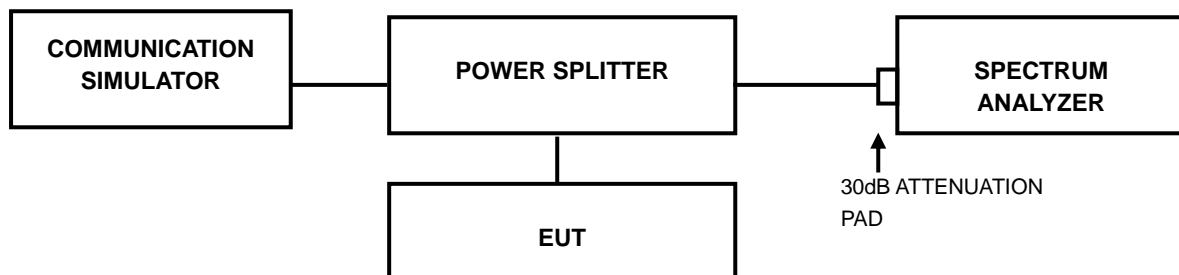 COMMUNICATION
SIMULATOR
POWER SPLITTER
SPECTRUM
ANALYZER
30dB ATTENUATION
PAD
EUT